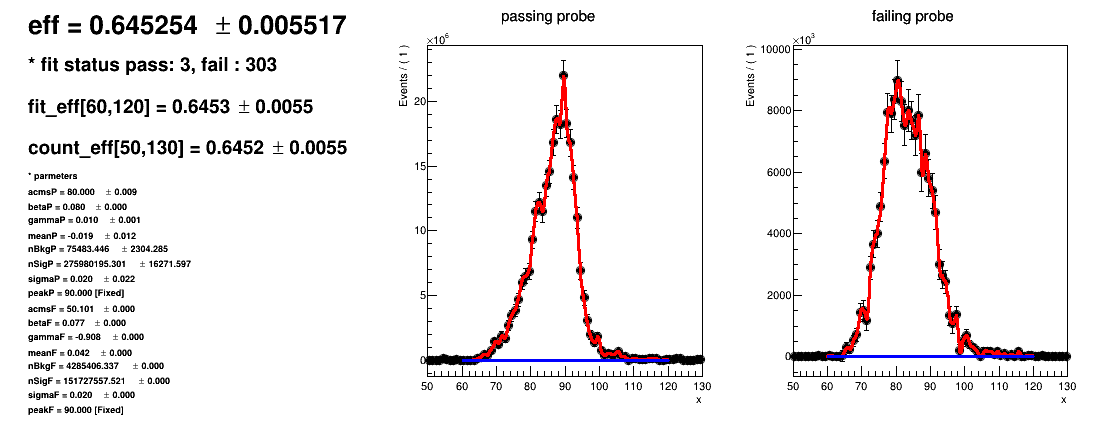 eff = 0.645254 ± 0.005517
* fit status pass: 3, fail : 303
fit_eff[60,120] = 0.6453 ± 0.0055
count_eff[50,130] = 0.6452 ± 0.0055
* parmeters
acmsP = 80.000 ± 0.009
betaP = 0.080 ± 0.000
gammaP = 0.010 ± 0.001
meanP = -0.019 ± 0.012
nBkgP = 75483.446 ± 2304.285
nSigP = 275980195.301 ± 16271.597
sigmaP = 0.020 ± 0.022
peakP = 90.000 [Fixed]
acmsF = 50.101 ± 0.000
betaF = 0.077 ± 0.000
gammaF = -0.908 ± 0.000
meanF = 0.042 ± 0.000
nBkgF = 4285406.337 ± 0.000
nSigF = 151727557.521 ± 0.000
sigmaF = 0.020 ± 0.000
peakF = 90.000 [Fixed]
passing probe
×10⁶
Events / ( 1 )
20
15
10
5
0
50 60 70 80 90 100 110 120 130
x
failing probe
×10³
Events / ( 1 )
10000
8000
6000
4000
2000
0
50 60 70 80 90 100 110 120 130
x